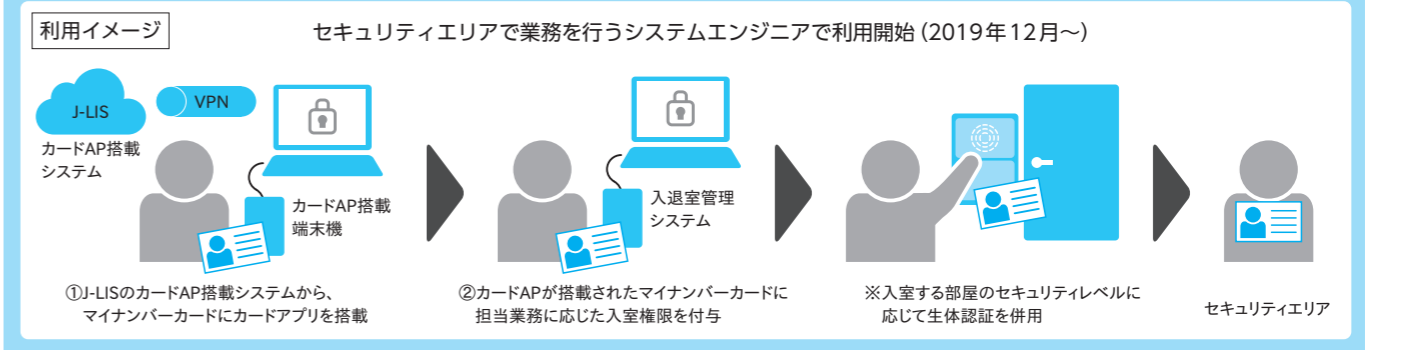 利用イメージ
セキュリティエリアで業務を行うシステムエンジニアで利用開始（2019年12月～）
J-LIS
VPN
カードAP搭載
システム
カードAP搭載
端末機
①J-LISのカードAP搭載システムから、
マイナンバーカードにカードアプリを搭載
入退室管理
システム
②カードAPが搭載されたマイナンバーカードに
担当業務に応じた入室権限を付与
※入室する部屋のセキュリティレベルに
応じて生体認証を併用
セキュリティエリア